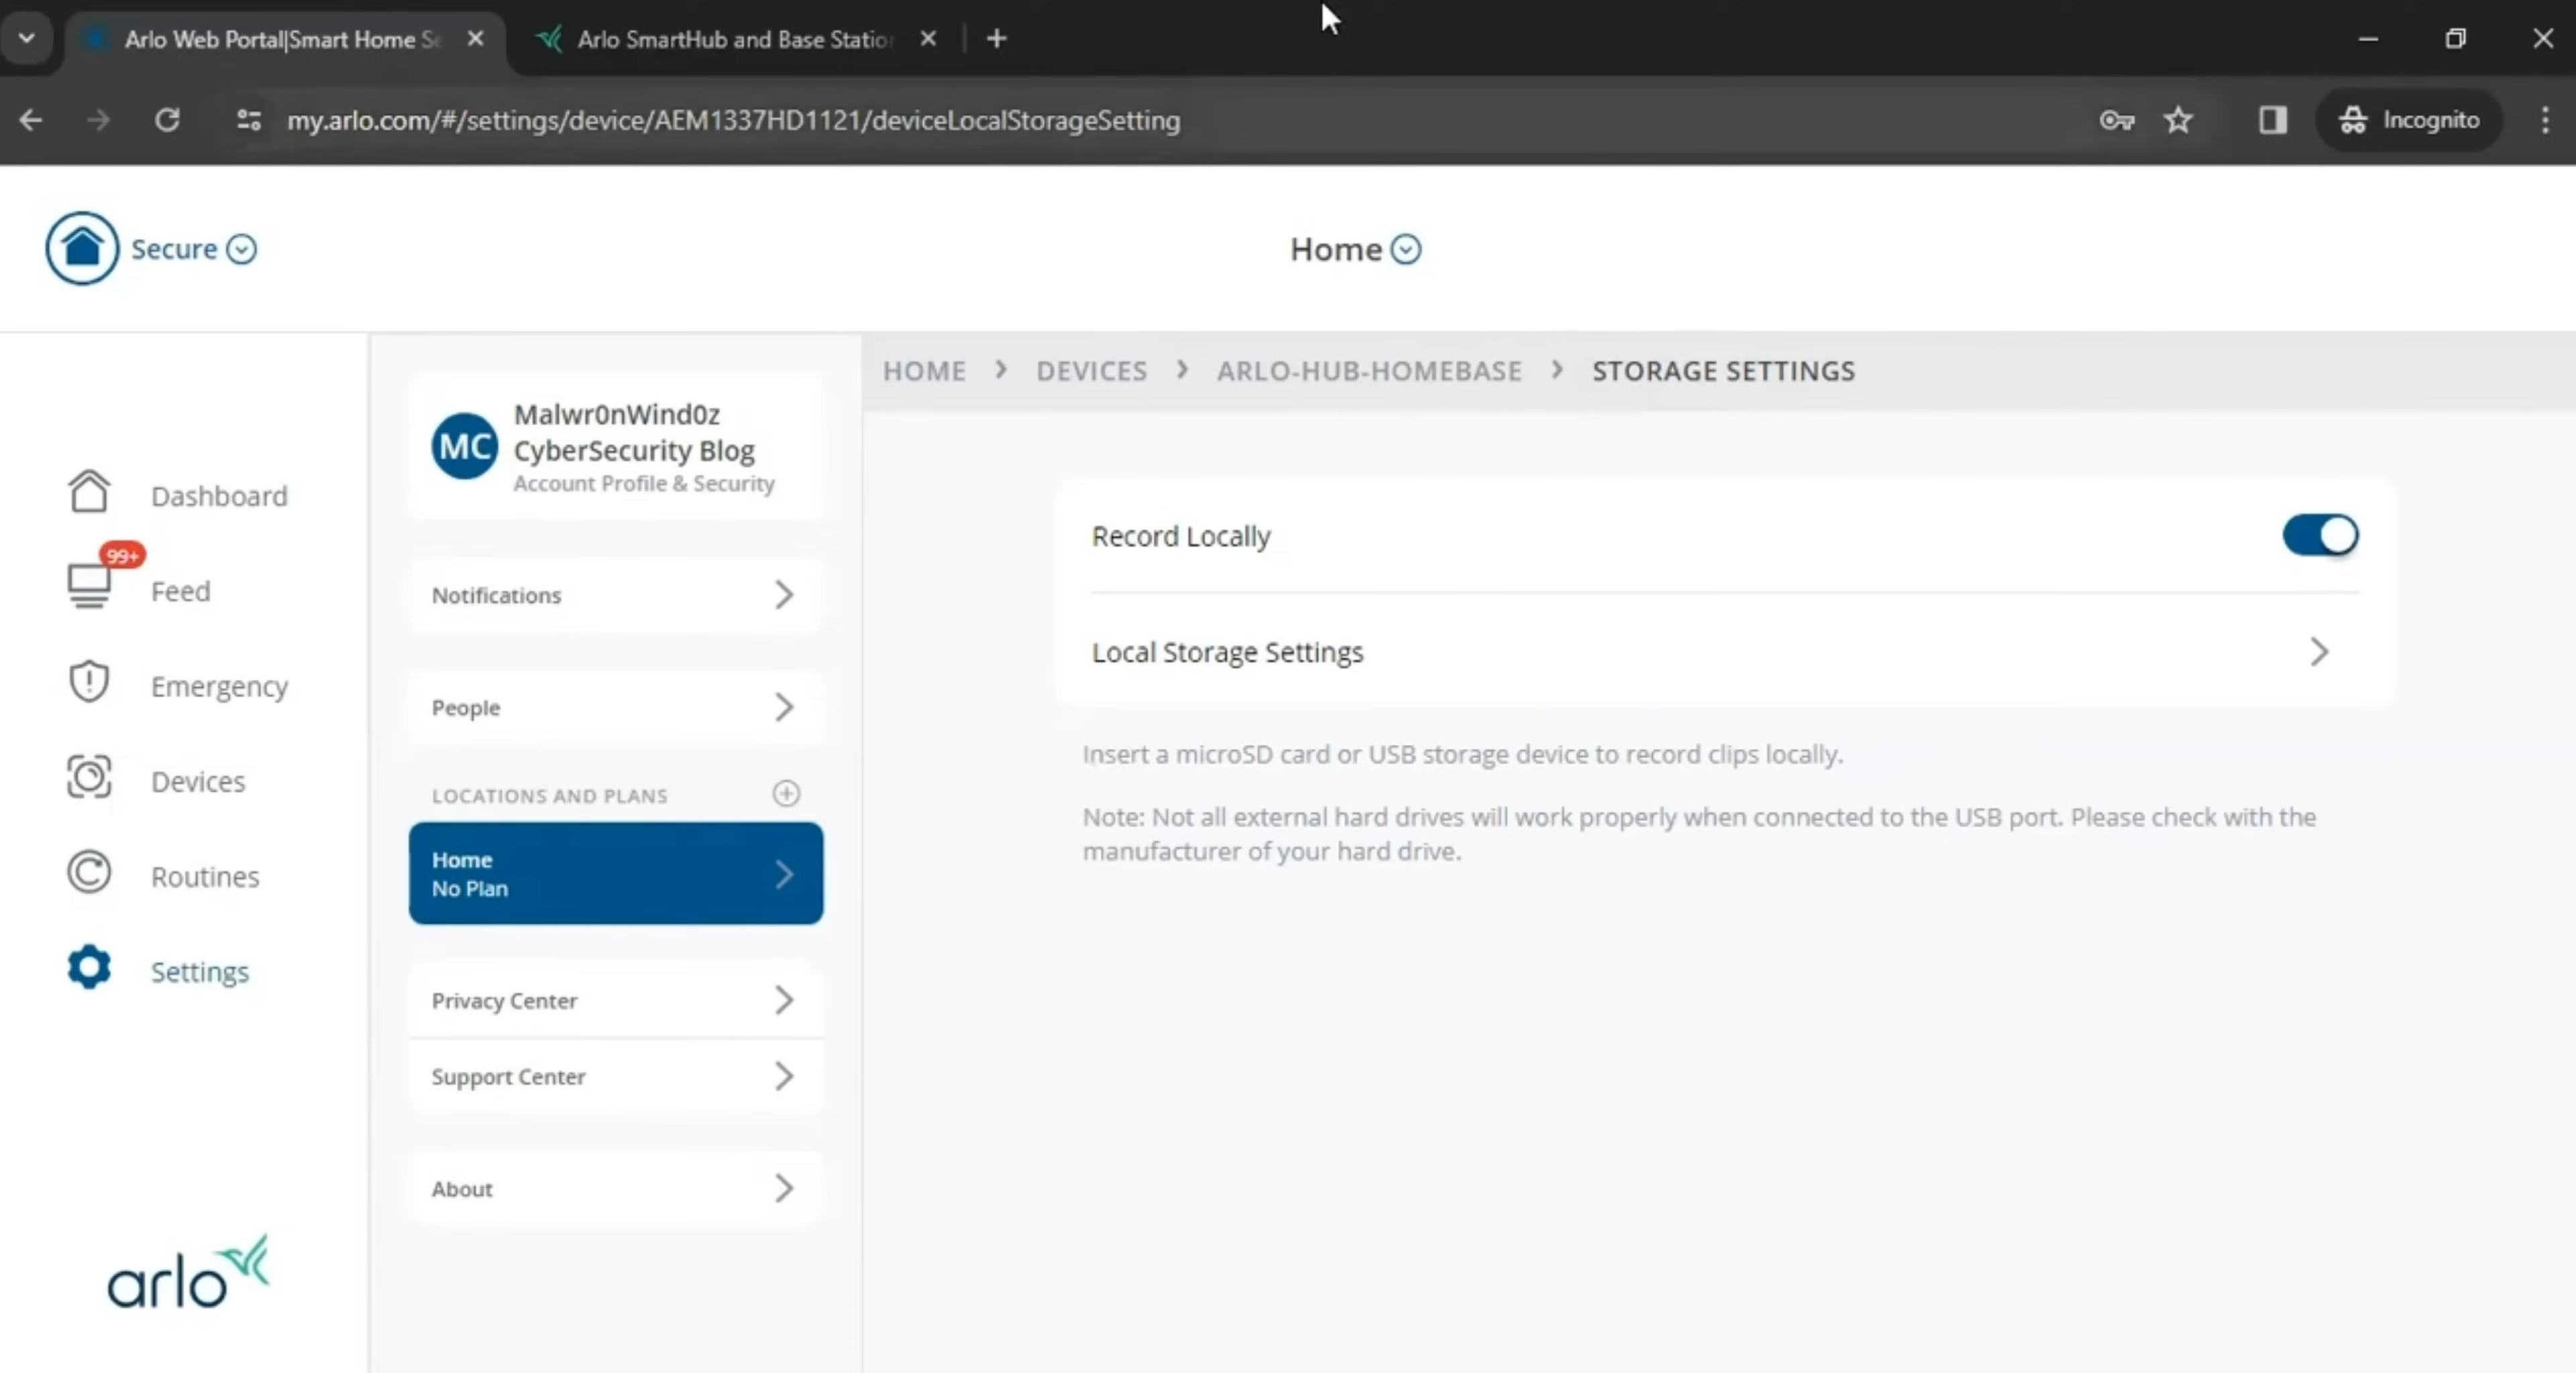 Arlo Web Portal|Smart Home Se
Arlo SmartHub and Base Station
my.arlo.com/#/settings/device/AEM1337HD1121/deviceLocalStorageSetting
Incognito
Secure
Home
Dashboard
99+
Feed
Emergency
Devices
Routines
Settings
arlo
MC
Malwr0nWind0z
CyberSecurity Blog
Account Profile & Security
Notifications
People
LOCATIONS AND PLANS
Home
No Plan
Privacy Center
Support Center
About
HOME > DEVICES > ARLO-HUB-HOMEBASE > STORAGE SETTINGS
Record Locally
Local Storage Settings
Insert a microSD card or USB storage device to record clips locally.
Note: Not all external hard drives will work properly when connected to the USB port. Please check with the
manufacturer of your hard drive.